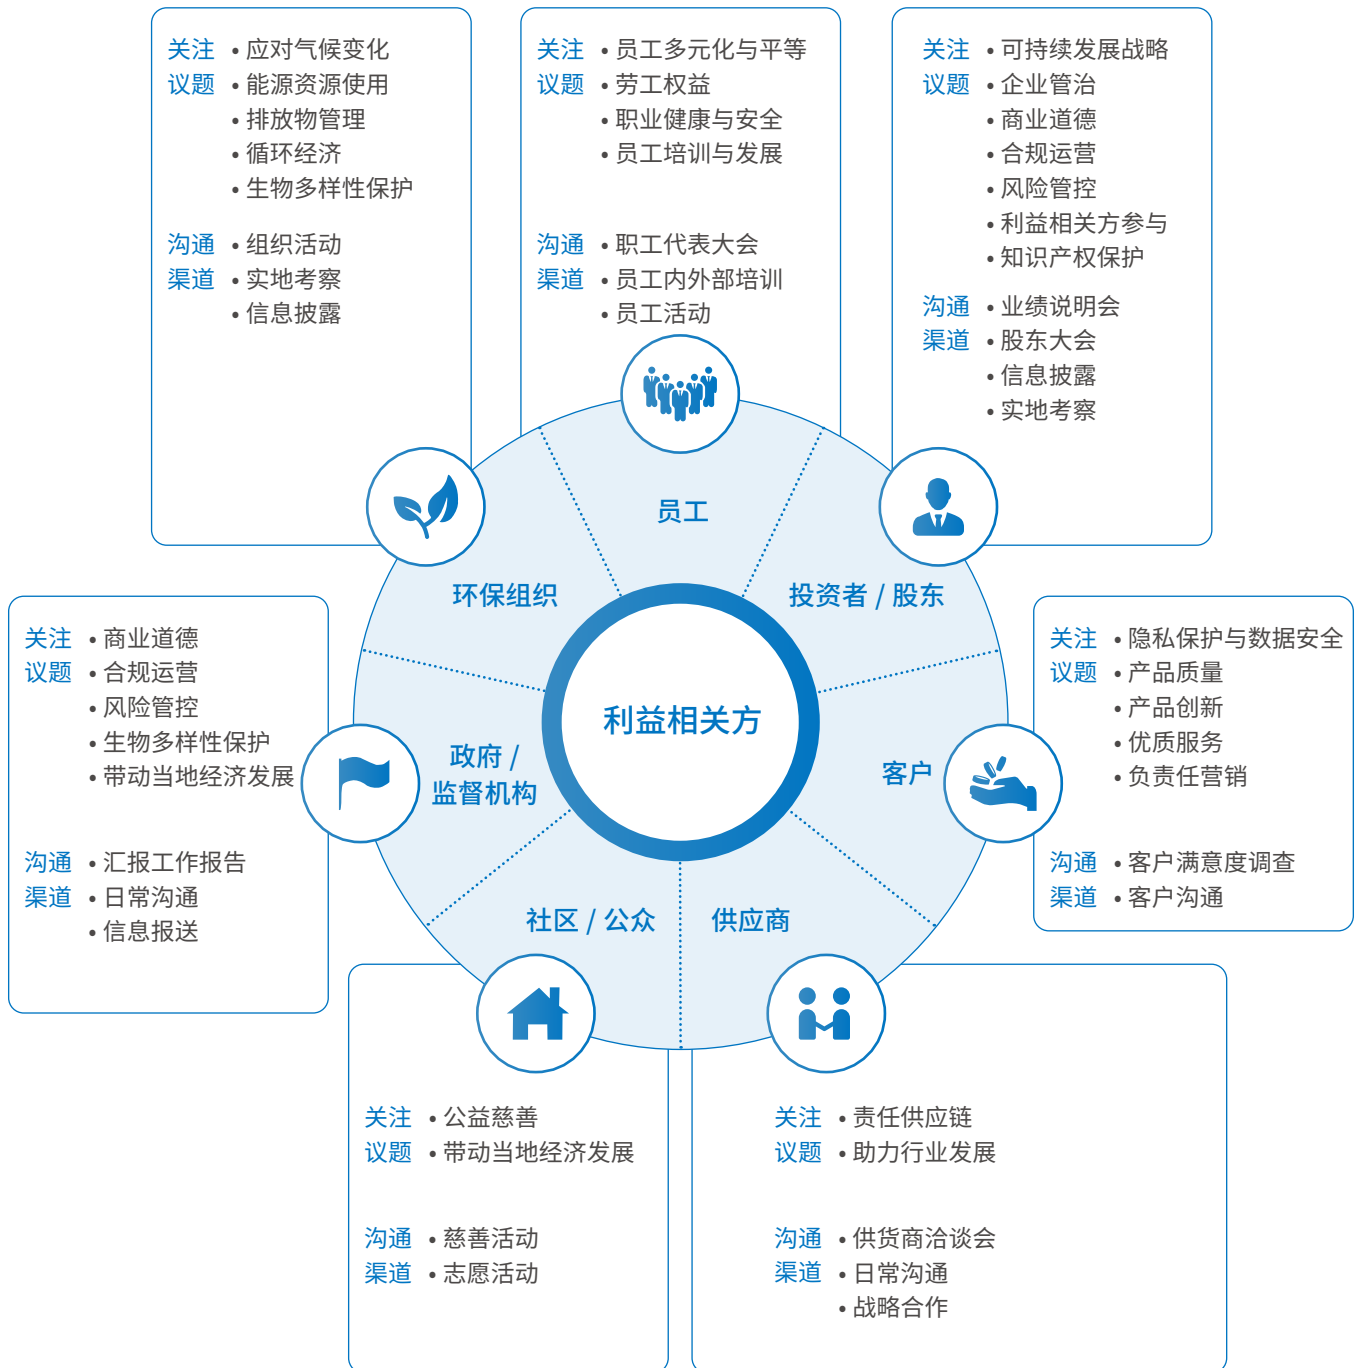 关注 • 应对气候变化
议题 • 能源资源使用
• 排放物管理
• 循环经济
• 生物多样性保护
沟通 • 组织活动
渠道 • 实地考察
• 信息披露
关注 • 员工多元化与平等
议题 • 劳工权益
• 职业健康与安全
• 员工培训与发展
沟通 • 职工代表大会
渠道 • 员工内外部培训
• 员工活动
关注 • 可持续发展战略
议题 • 企业管治
• 商业道德
• 合规运营
• 风险管控
• 利益相关方参与
• 知识产权保护
沟通 • 业绩说明会
渠道 • 股东大会
• 信息披露
• 实地考察
员工
环保组织
投资者 / 股东
关注 • 商业道德
议题 • 合规运营
• 风险管控
• 生物多样性保护
• 带动当地经济发展
沟通 • 汇报工作报告
渠道 • 日常沟通
• 信息报送
利益相关方
政府 /
监督机构
客户
关注 • 隐私保护与数据安全
议题 • 产品质量
• 产品创新
• 优质服务
• 负责任营销
沟通 • 客户满意度调查
渠道 • 客户沟通
社区 / 公众
供应商
关注 • 公益慈善
议题 • 带动当地经济发展
沟通 • 慈善活动
渠道 • 志愿活动
关注 • 责任供应链
议题 • 助力行业发展
沟通 • 供货商洽谈会
渠道 • 日常沟通
• 战略合作